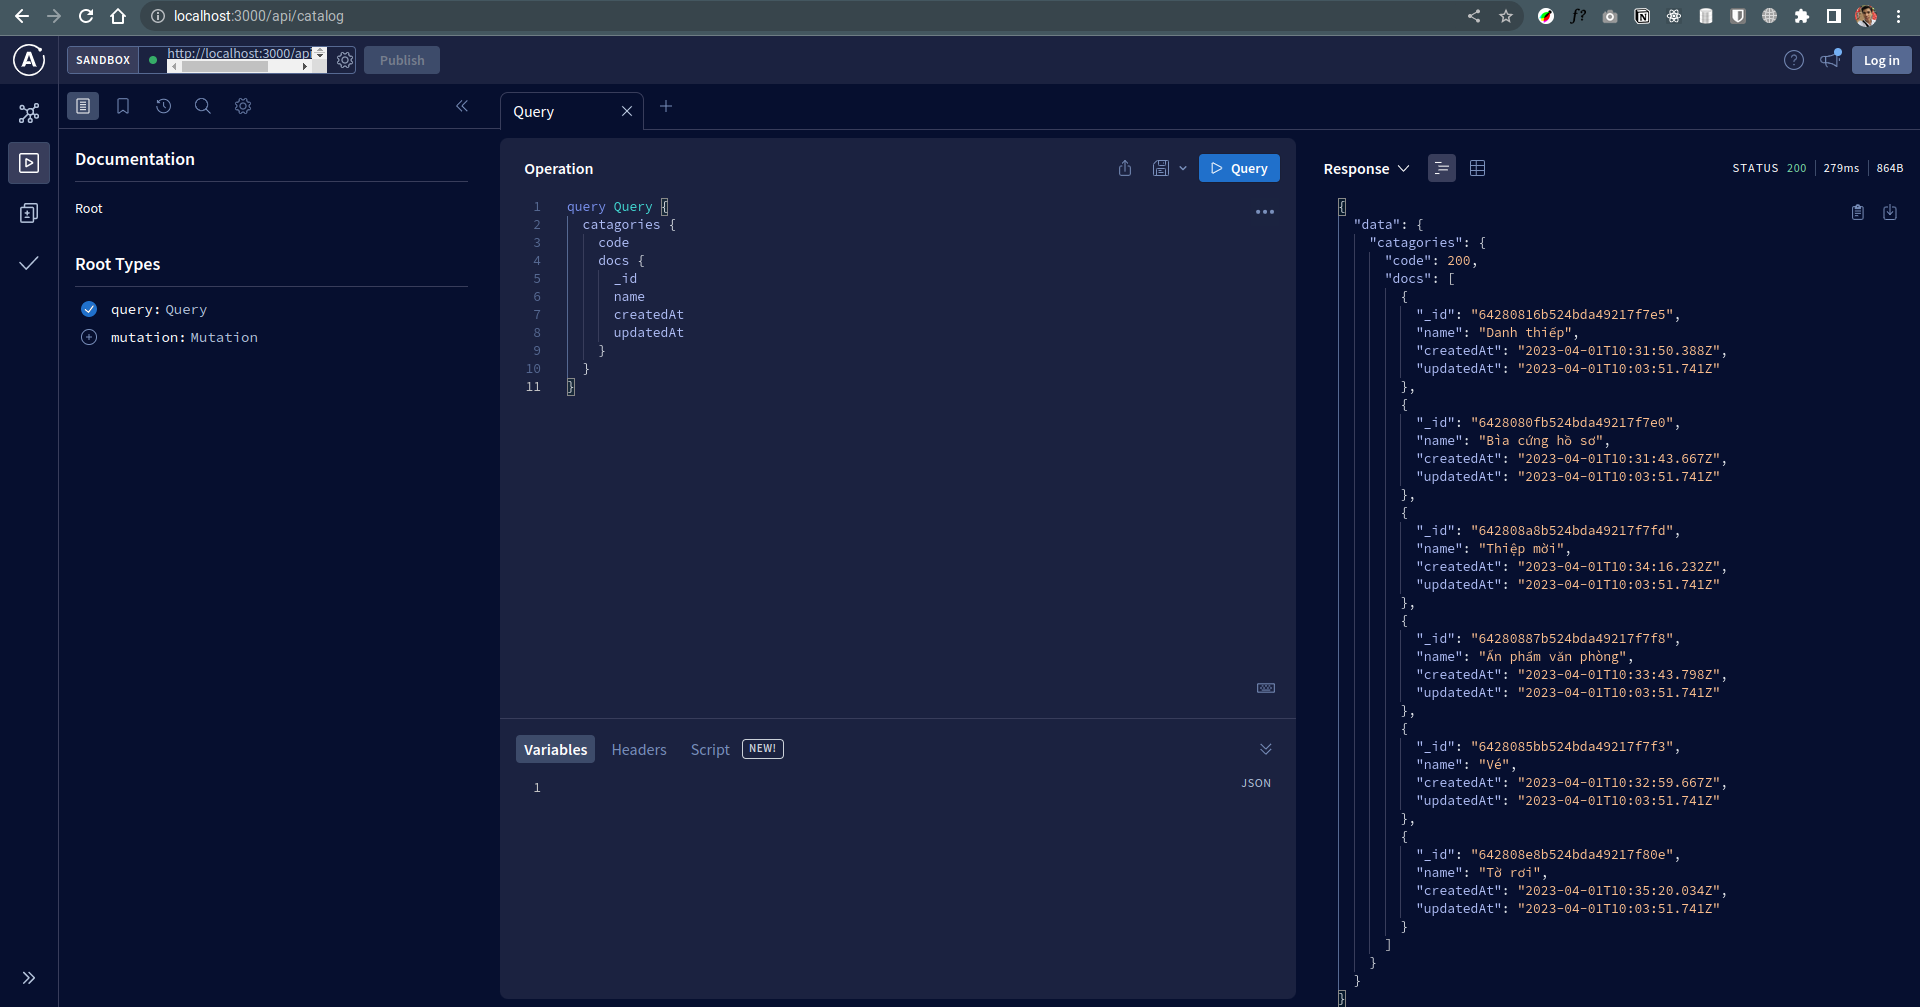 localhost:3000/api/catalog
SANDBOX
http://localhost:3000/api
Publish
Log in
Documentation
Root
Root Types
query: Query
mutation: Mutation
Query
Operation
Query
1 query Query {
2 catagories {
3 code
4 docs {
5 _id
6 name
7 createdAt
8 updatedAt
9 }
10 }
11 }
Variables Headers Script NEW!
JSON
1
Response
STATUS 200 279ms 864B
{
"data": {
"catagories": {
"code": 200,
"docs": [
{
"_id": "64280816b524bda49217f7e5",
"name": "Danh thiếp",
"createdAt": "2023-04-01T10:31:50.388Z",
"updatedAt": "2023-04-01T10:03:51.741Z"
},
{
"_id": "6428080fb524bda49217f7e0",
"name": "Bìa cứng hồ sơ",
"createdAt": "2023-04-01T10:31:43.667Z",
"updatedAt": "2023-04-01T10:03:51.741Z"
},
{
"_id": "642808a8b524bda49217f7fd",
"name": "Thiệp mời",
"createdAt": "2023-04-01T10:34:16.232Z",
"updatedAt": "2023-04-01T10:03:51.741Z"
},
{
"_id": "64280887b524bda49217f7f8",
"name": "Ấn phẩm văn phòng",
"createdAt": "2023-04-01T10:33:43.798Z",
"updatedAt": "2023-04-01T10:03:51.741Z"
},
{
"_id": "6428085bb524bda49217f7f3",
"name": "Vé",
"createdAt": "2023-04-01T10:32:59.667Z",
"updatedAt": "2023-04-01T10:03:51.741Z"
},
{
"_id": "642808e8b524bda49217f80e",
"name": "Tờ rơi",
"createdAt": "2023-04-01T10:35:20.034Z",
"updatedAt": "2023-04-01T10:03:51.741Z"
}
]
}
}
}